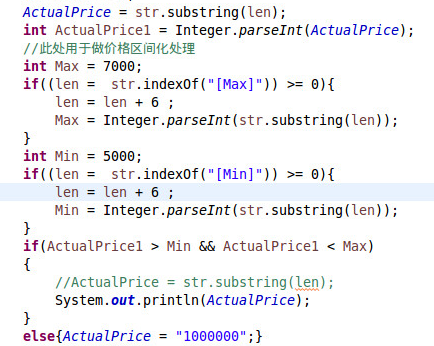 ActualPrice = str.substring(len);
int ActualPrice1 = Integer.parseInt(ActualPrice);
//此处用于做价格区间化处理
int Max = 7000;
if((len =  str.indexOf("[Max]")) >= 0){
    len = len + 6 ;
    Max = Integer.parseInt(str.substring(len));
}
int Min = 5000;
if((len =  str.indexOf("[Min]")) >= 0){
    len = len + 6 ;
    Min = Integer.parseInt(str.substring(len));
}
if(ActualPrice1 > Min && ActualPrice1 < Max)
{
    //ActualPrice = str.substring(len);
    System.out.println(ActualPrice);
}
else{ActualPrice = "1000000";}